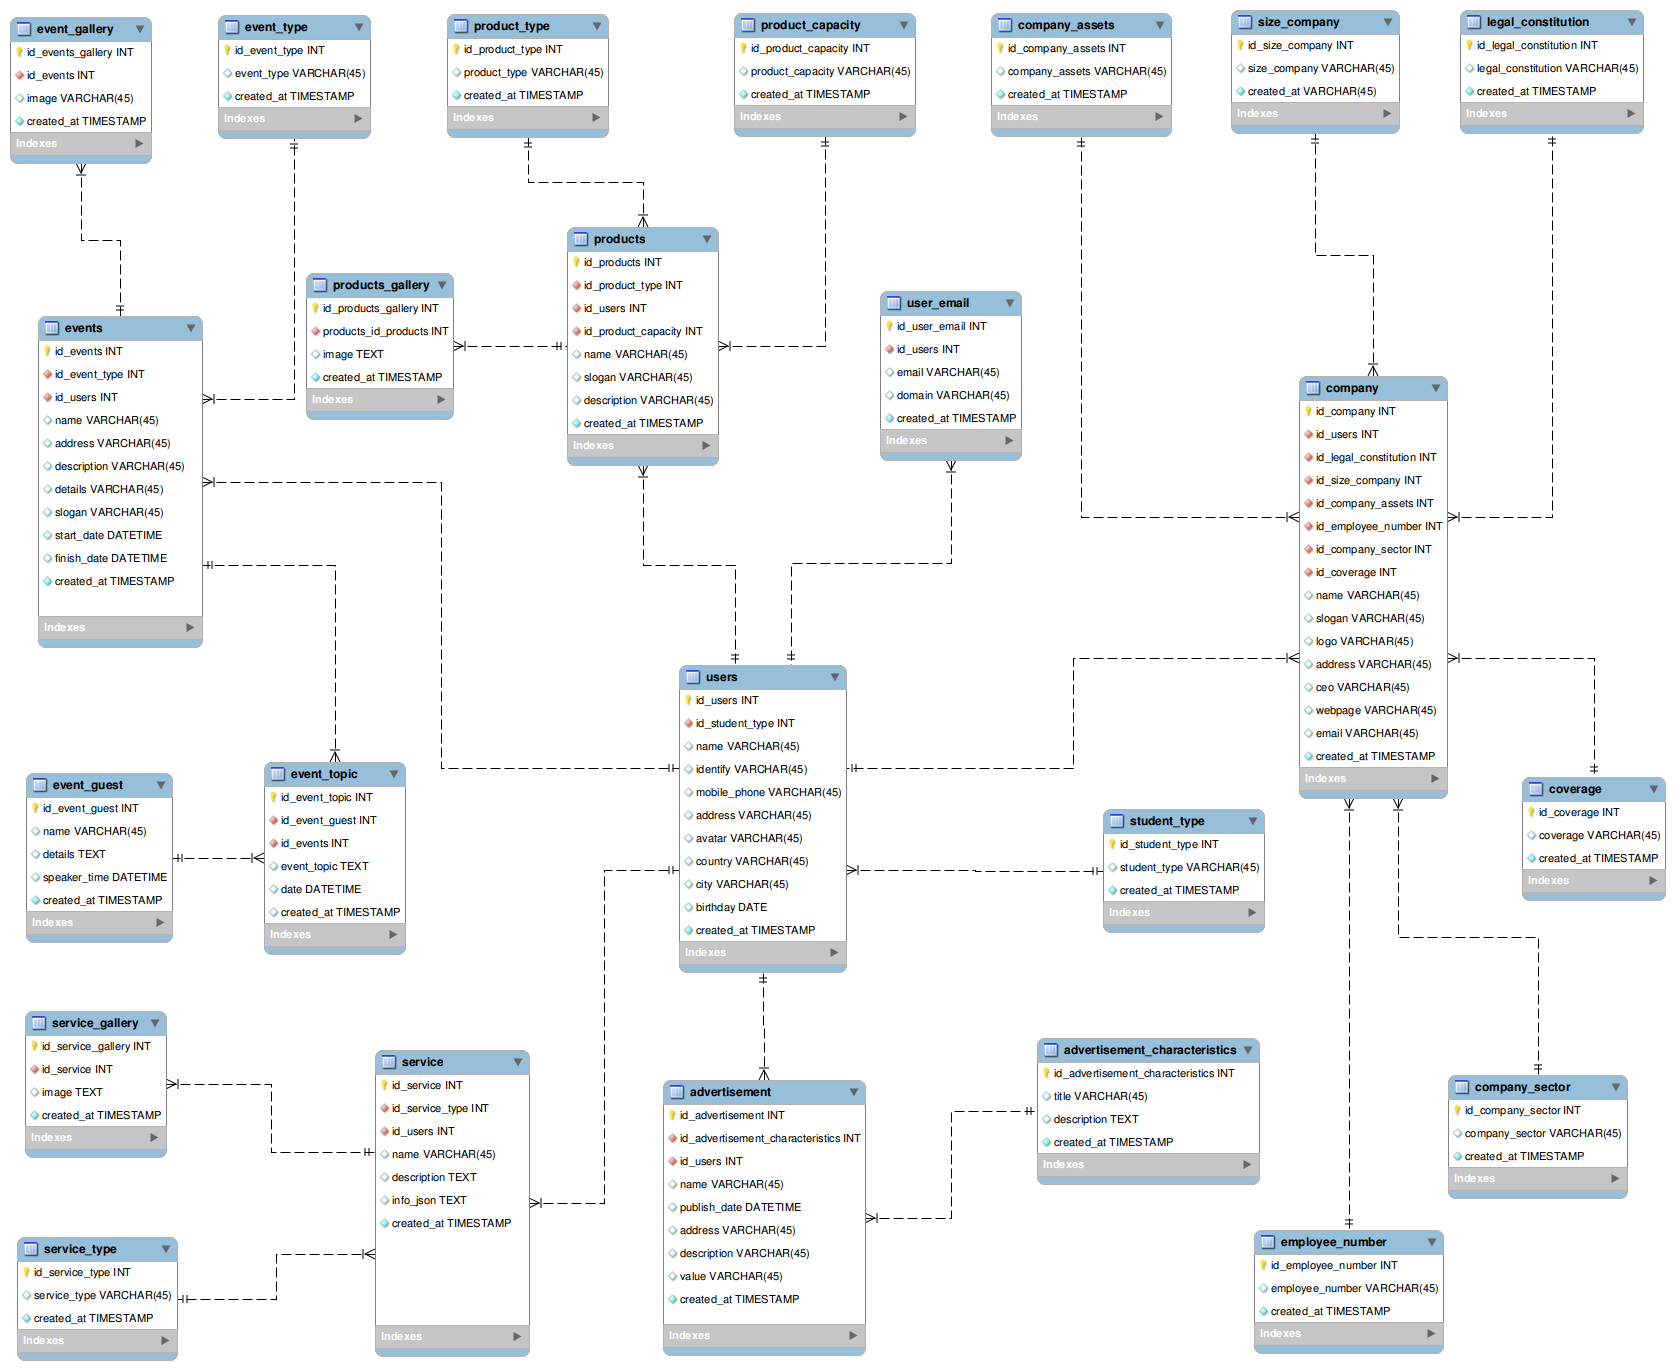 event_gallery
id_events_gallery INT
id_events INT
image VARCHAR(45)
created_at TIMESTAMP
Indexes
event_type
id_event_type INT
event_type VARCHAR(45)
created_at TIMESTAMP
Indexes
product_type
id_product_type INT
product_type VARCHAR(45)
created_at TIMESTAMP
Indexes
product_capacity
id_product_capacity INT
product_capacity VARCHAR(45)
created_at TIMESTAMP
Indexes
company_assets
id_company_assets INT
company_assets VARCHAR(45)
created_at TIMESTAMP
Indexes
size_company
id_size_company INT
size_company VARCHAR(45)
created_at VARCHAR(45)
Indexes
legal_constitution
id_legal_constitution INT
legal_constitution VARCHAR(45)
created_at TIMESTAMP
Indexes
events
id_events INT
id_event_type INT
id_users INT
name VARCHAR(45)
address VARCHAR(45)
description VARCHAR(45)
details VARCHAR(45)
slogan VARCHAR(45)
start_date DATETIME
finish_date DATETIME
created_at TIMESTAMP
Indexes
products_gallery
id_products_gallery INT
products_id_products INT
image TEXT
created_at TIMESTAMP
Indexes
products
id_products INT
id_product_type INT
id_users INT
id_product_capacity INT
name VARCHAR(45)
slogan VARCHAR(45)
description VARCHAR(45)
created_at TIMESTAMP
Indexes
user_email
id_user_email INT
id_users INT
email VARCHAR(45)
domain VARCHAR(45)
created_at TIMESTAMP
Indexes
company
id_company INT
id_users INT
id_legal_constitution INT
id_size_company INT
id_company_assets INT
id_employee_number INT
id_company_sector INT
id_coverage INT
name VARCHAR(45)
slogan VARCHAR(45)
logo VARCHAR(45)
address VARCHAR(45)
ceo VARCHAR(45)
webpage VARCHAR(45)
email VARCHAR(45)
created_at TIMESTAMP
Indexes
users
id_users INT
id_student_type INT
name VARCHAR(45)
identify VARCHAR(45)
mobile_phone VARCHAR(45)
address VARCHAR(45)
avatar VARCHAR(45)
country VARCHAR(45)
city VARCHAR(45)
birthday DATE
created_at TIMESTAMP
Indexes
event_guest
id_event_guest INT
name VARCHAR(45)
details TEXT
speaker_time DATETIME
created_at TIMESTAMP
Indexes
event_topic
id_event_topic INT
id_event_guest INT
id_events INT
event_topic TEXT
date DATETIME
created_at TIMESTAMP
Indexes
student_type
id_student_type INT
student_type VARCHAR(45)
created_at TIMESTAMP
Indexes
coverage
id_coverage INT
coverage VARCHAR(45)
created_at TIMESTAMP
Indexes
service_gallery
id_service_gallery INT
id_service INT
image TEXT
created_at TIMESTAMP
Indexes
service
id_service INT
id_service_type INT
id_users INT
name VARCHAR(45)
description TEXT
info_json TEXT
created_at TIMESTAMP
Indexes
advertisement
id_advertisement INT
id_advertisement_characteristics INT
id_users INT
name VARCHAR(45)
publish_date DATETIME
address VARCHAR(45)
description VARCHAR(45)
value VARCHAR(45)
created_at TIMESTAMP
Indexes
advertisement_characteristics
id_advertisement_characteristics INT
title VARCHAR(45)
description TEXT
created_at TIMESTAMP
Indexes
company_sector
id_company_sector INT
company_sector VARCHAR(45)
created_at TIMESTAMP
Indexes
service_type
id_service_type INT
service_type VARCHAR(45)
created_at TIMESTAMP
Indexes
employee_number
id_employee_number INT
employee_number VARCHAR(45)
created_at TIMESTAMP
Indexes